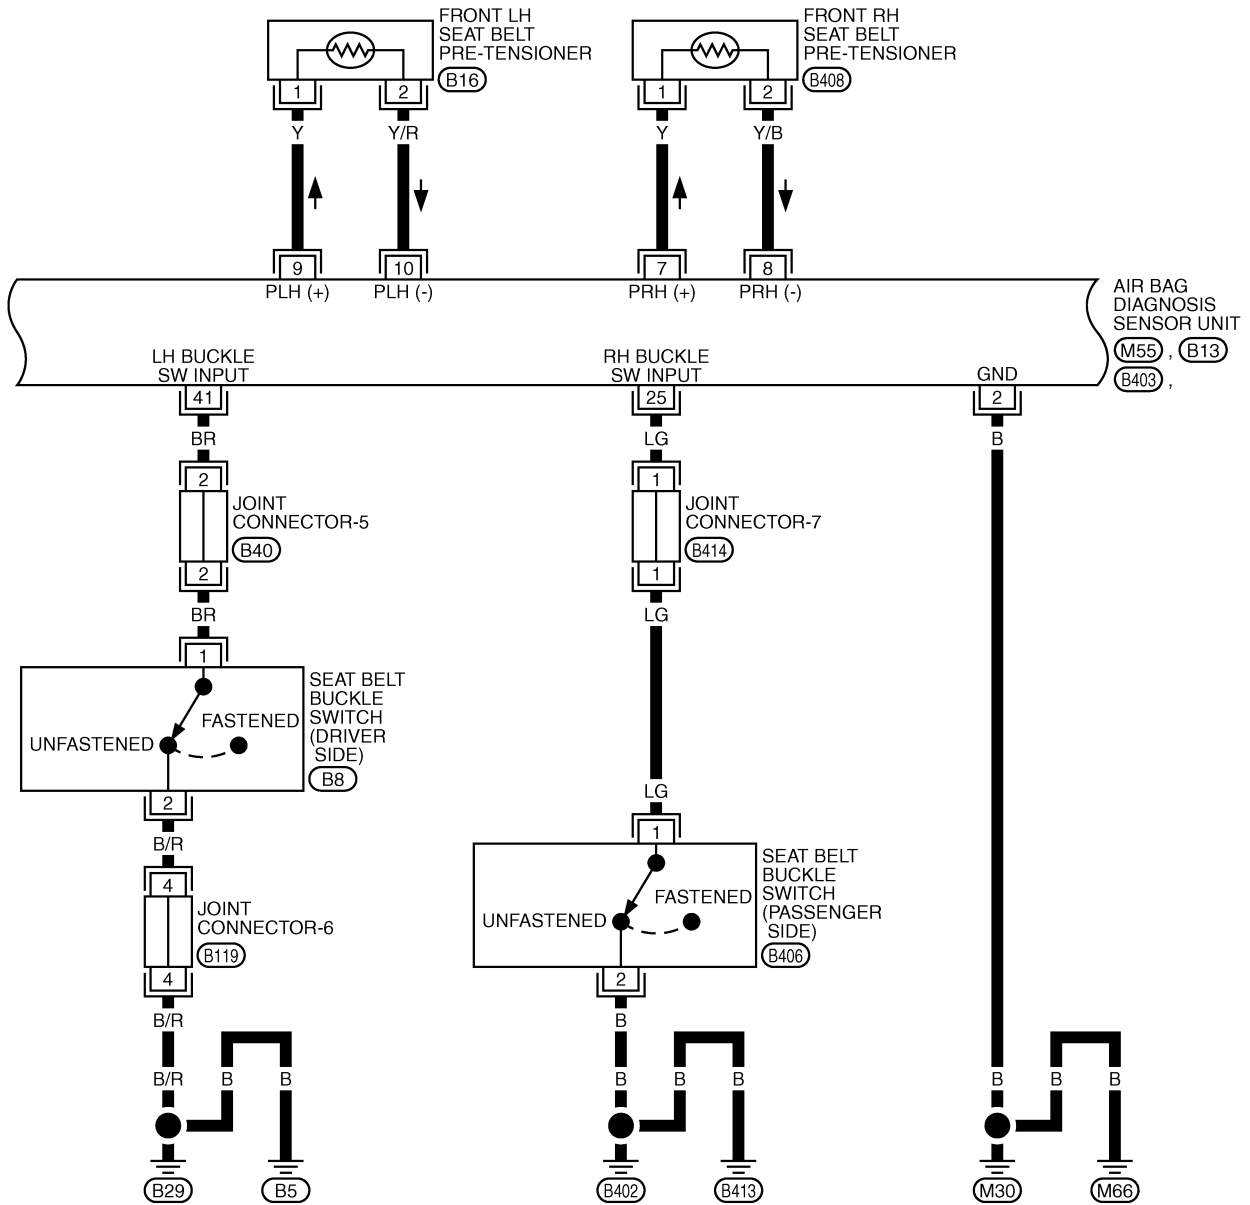 FRONT LH
SEAT BELT
PRE-TENSIONER
B16
FRONT RH
SEAT BELT
PRE-TENSIONER
B408
1
2
1
2
Y
Y/R
Y
Y/B
9
10
7
8
PLH (+)
PLH (-)
PRH (+)
PRH (-)
AIR BAG
DIAGNOSIS
SENSOR UNIT
M55 , B13
B403 ,
LH BUCKLE
SW INPUT
RH BUCKLE
SW INPUT
GND
41
25
2
BR
LG
B
2
1
JOINT
CONNECTOR-5
B40
JOINT
CONNECTOR-7
B414
2
1
BR
LG
1
SEAT BELT
BUCKLE
SWITCH
(DRIVER
SIDE)
B8
FASTENED
UNFASTENED
LG
2
1
B/R
SEAT BELT
BUCKLE
SWITCH
(PASSENGER
SIDE)
B406
FASTENED
UNFASTENED
4
JOINT
CONNECTOR-6
B119
4
2
B/R
B
B/R
B
B
B
B
B
B
B
B
B29
B5
B402
B413
M30
M66